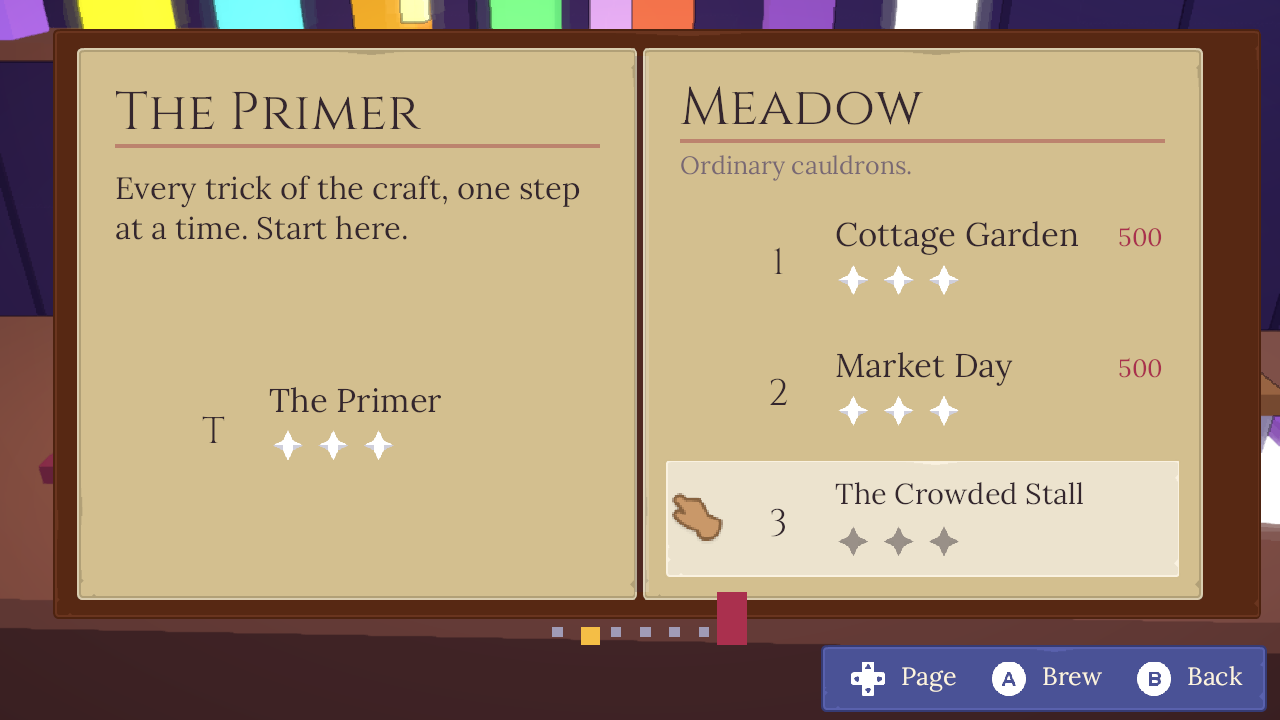 The Primer
Every trick of the craft, one step
at a time. Start here.
T
The Primer
Meadow
Ordinary cauldrons.
1
Cottage Garden
500
2
Market Day
500
3
The Crowded Stall
Page
A
Brew
B
Back